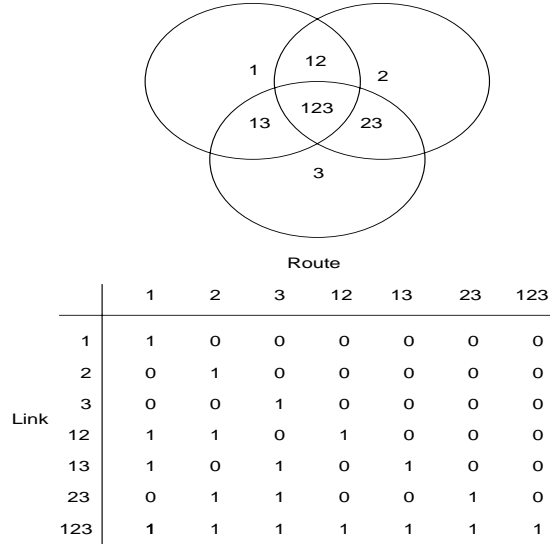 1 12 2
123
13 23
3
Route
1 2 3 12 13 23 123
1 1 0 0 0 0 0 0
2 0 1 0 0 0 0 0
3 0 0 1 0 0 0 0
Link
12 1 1 0 1 0 0 0
13 1 0 1 0 1 0 0
23 0 1 1 0 0 1 0
123 1 1 1 1 1 1 1